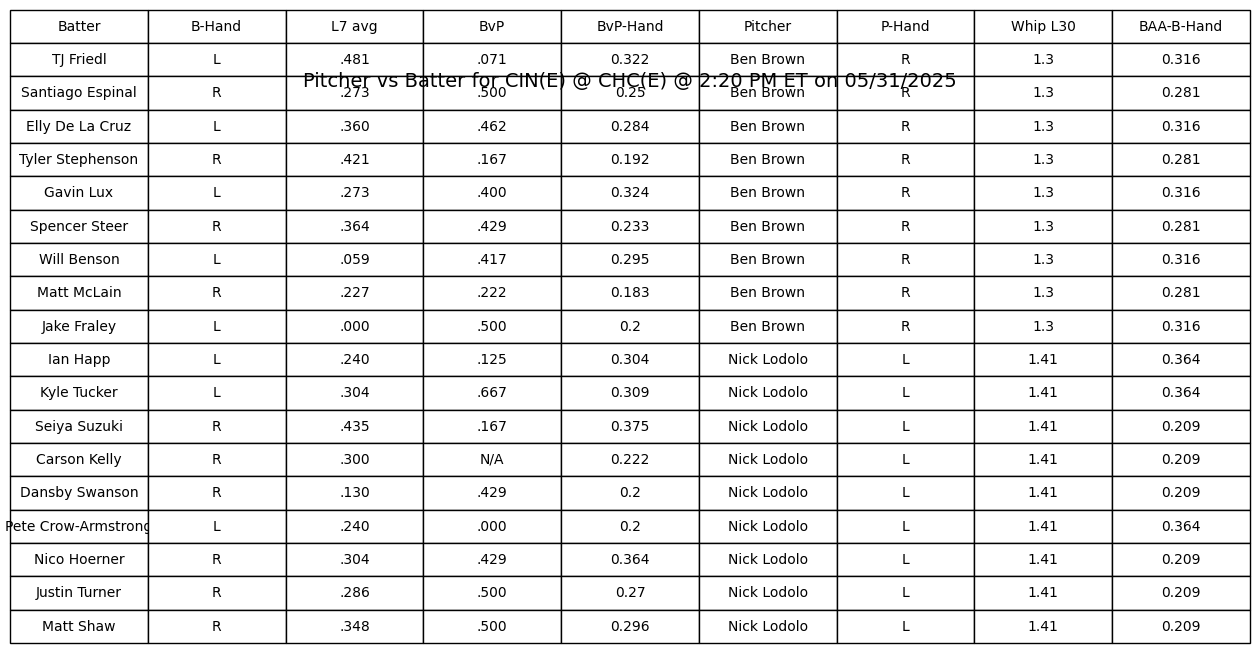 Batter B-Hand L7 avg BvP BvP-Hand Pitcher P-Hand Whip L30 BAA-B-Hand
TJ Friedl L .481 .071 0.322 Ben Brown R 1.3 0.316
Pitcher vs Batter for CIN(E) @ CHC(E) @ 2:20 PM ET on 05/31/2025
Santiago Espinal R .273 .500 0.25 Ben Brown R 1.3 0.281
Elly De La Cruz L .360 .462 0.284 Ben Brown R 1.3 0.316
Tyler Stephenson R .421 .167 0.192 Ben Brown R 1.3 0.281
Gavin Lux L .273 .400 0.324 Ben Brown R 1.3 0.316
Spencer Steer R .364 .429 0.233 Ben Brown R 1.3 0.281
Will Benson L .059 .417 0.295 Ben Brown R 1.3 0.316
Matt McLain R .227 .222 0.183 Ben Brown R 1.3 0.281
Jake Fraley L .000 .500 0.2 Ben Brown R 1.3 0.316
Ian Happ L .240 .125 0.304 Nick Lodolo L 1.41 0.364
Kyle Tucker L .304 .667 0.309 Nick Lodolo L 1.41 0.364
Seiya Suzuki R .435 .167 0.375 Nick Lodolo L 1.41 0.209
Carson Kelly R .300 N/A 0.222 Nick Lodolo L 1.41 0.209
Dansby Swanson R .130 .429 0.2 Nick Lodolo L 1.41 0.209
Pete Crow-Armstrong L .240 .000 0.2 Nick Lodolo L 1.41 0.364
Nico Hoerner R .304 .429 0.364 Nick Lodolo L 1.41 0.209
Justin Turner R .286 .500 0.27 Nick Lodolo L 1.41 0.209
Matt Shaw R .348 .500 0.296 Nick Lodolo L 1.41 0.209